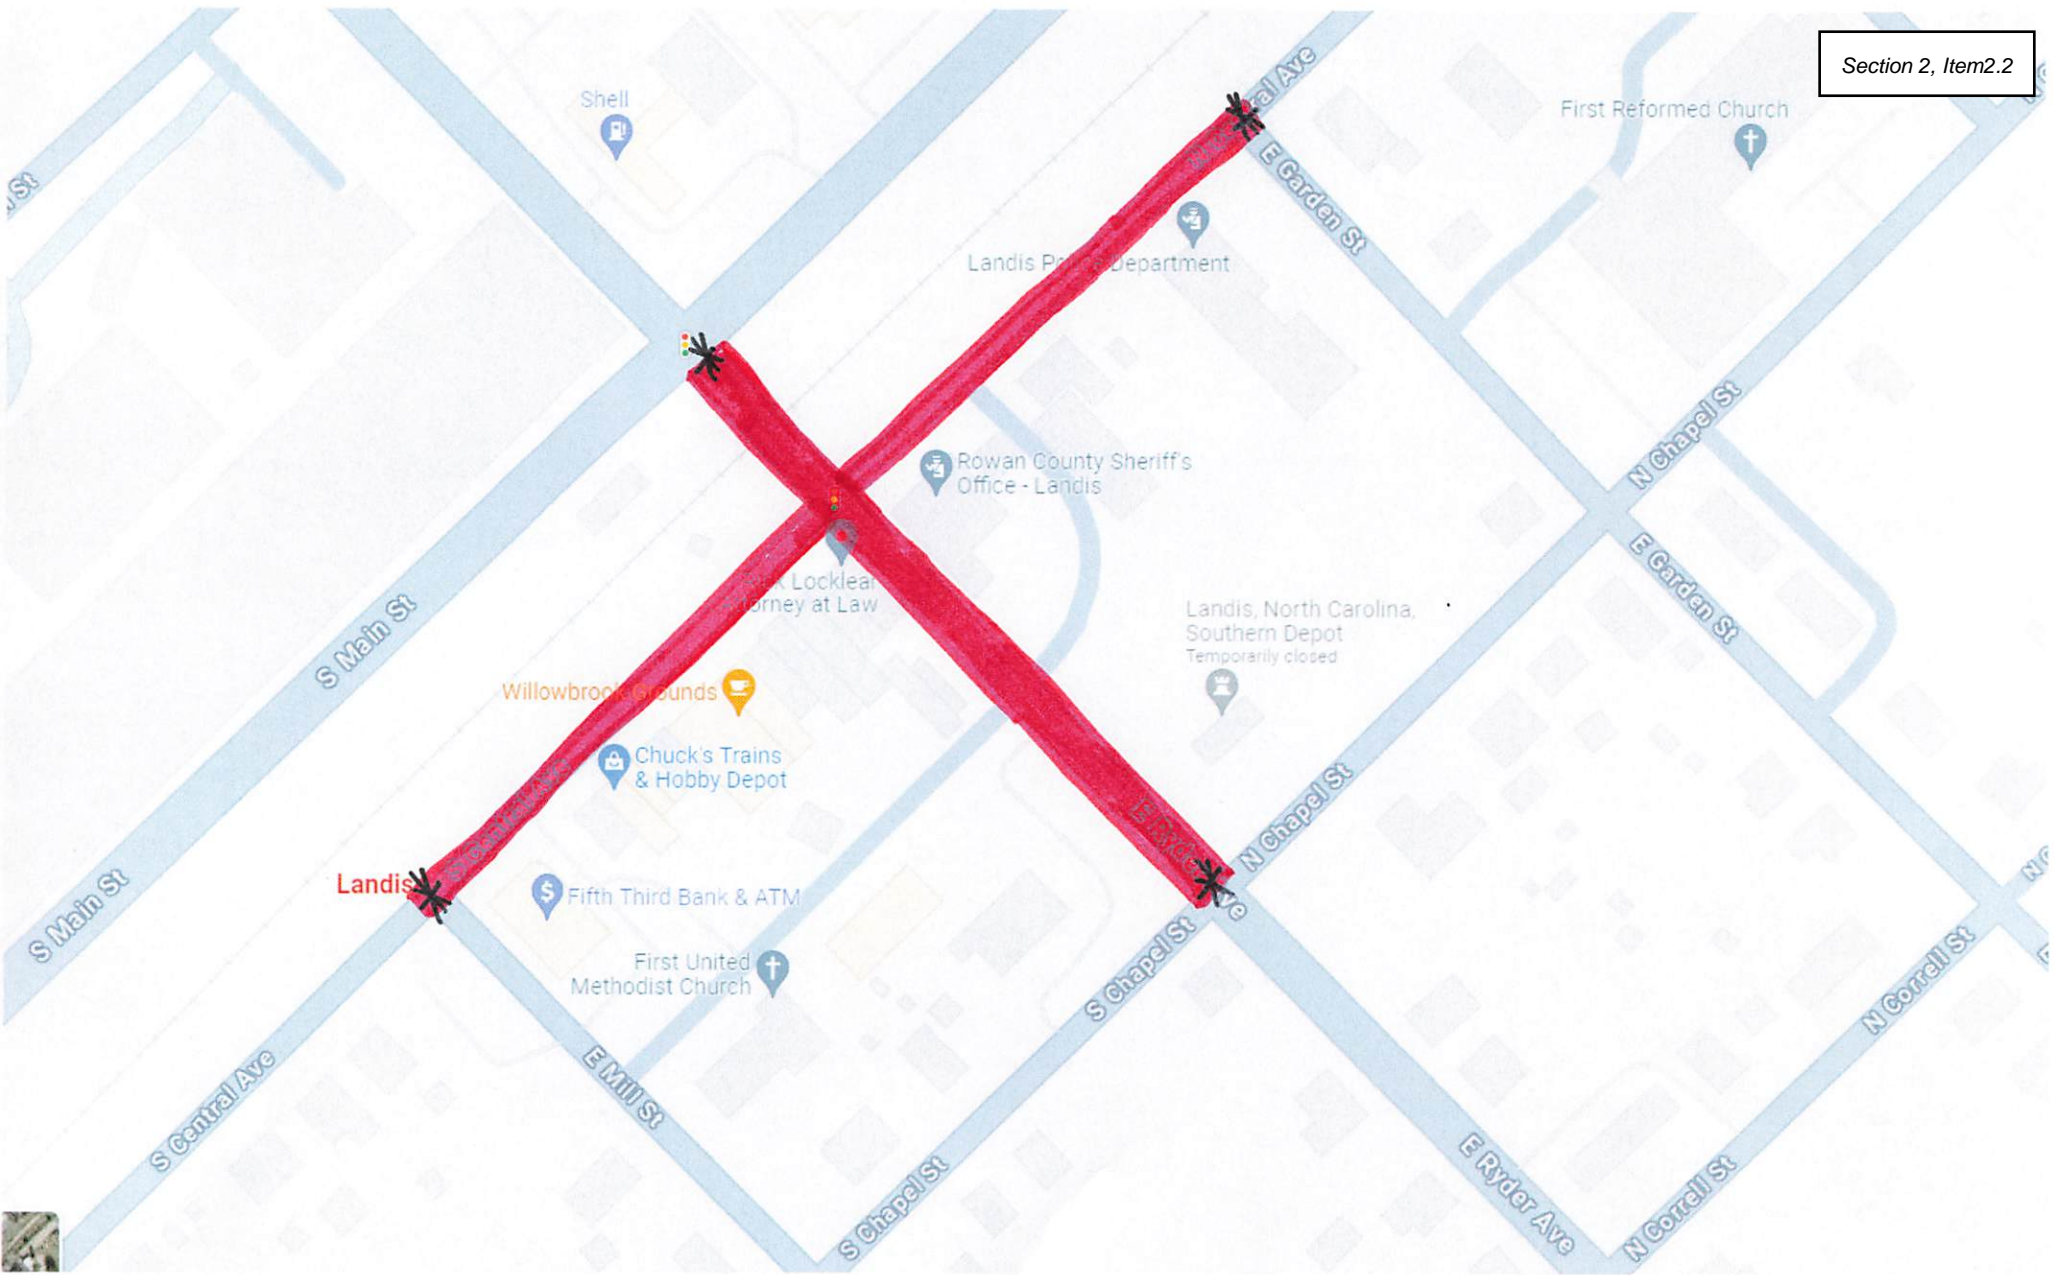 Section 2, Item2.2
Shell
First Reformed Church
E Garden St
Landis
Department
N Chapel St
Rowan County Sheriff's
Office - Landis
E Garden St
Locklear
at Law
Landis, North Carolina,
Southern Depot
Temporarily closed
S Main St
Willowbrook Grounds
Chuck's Trains
& Hobby Depot
N Chapel St
Landis
Fifth Third Bank & ATM
S Main St
First United
Methodist Church
S Chapel St
N Correll St
S Central Ave
E Mill St
S Chapel St
E Ryder Ave
N Correll St